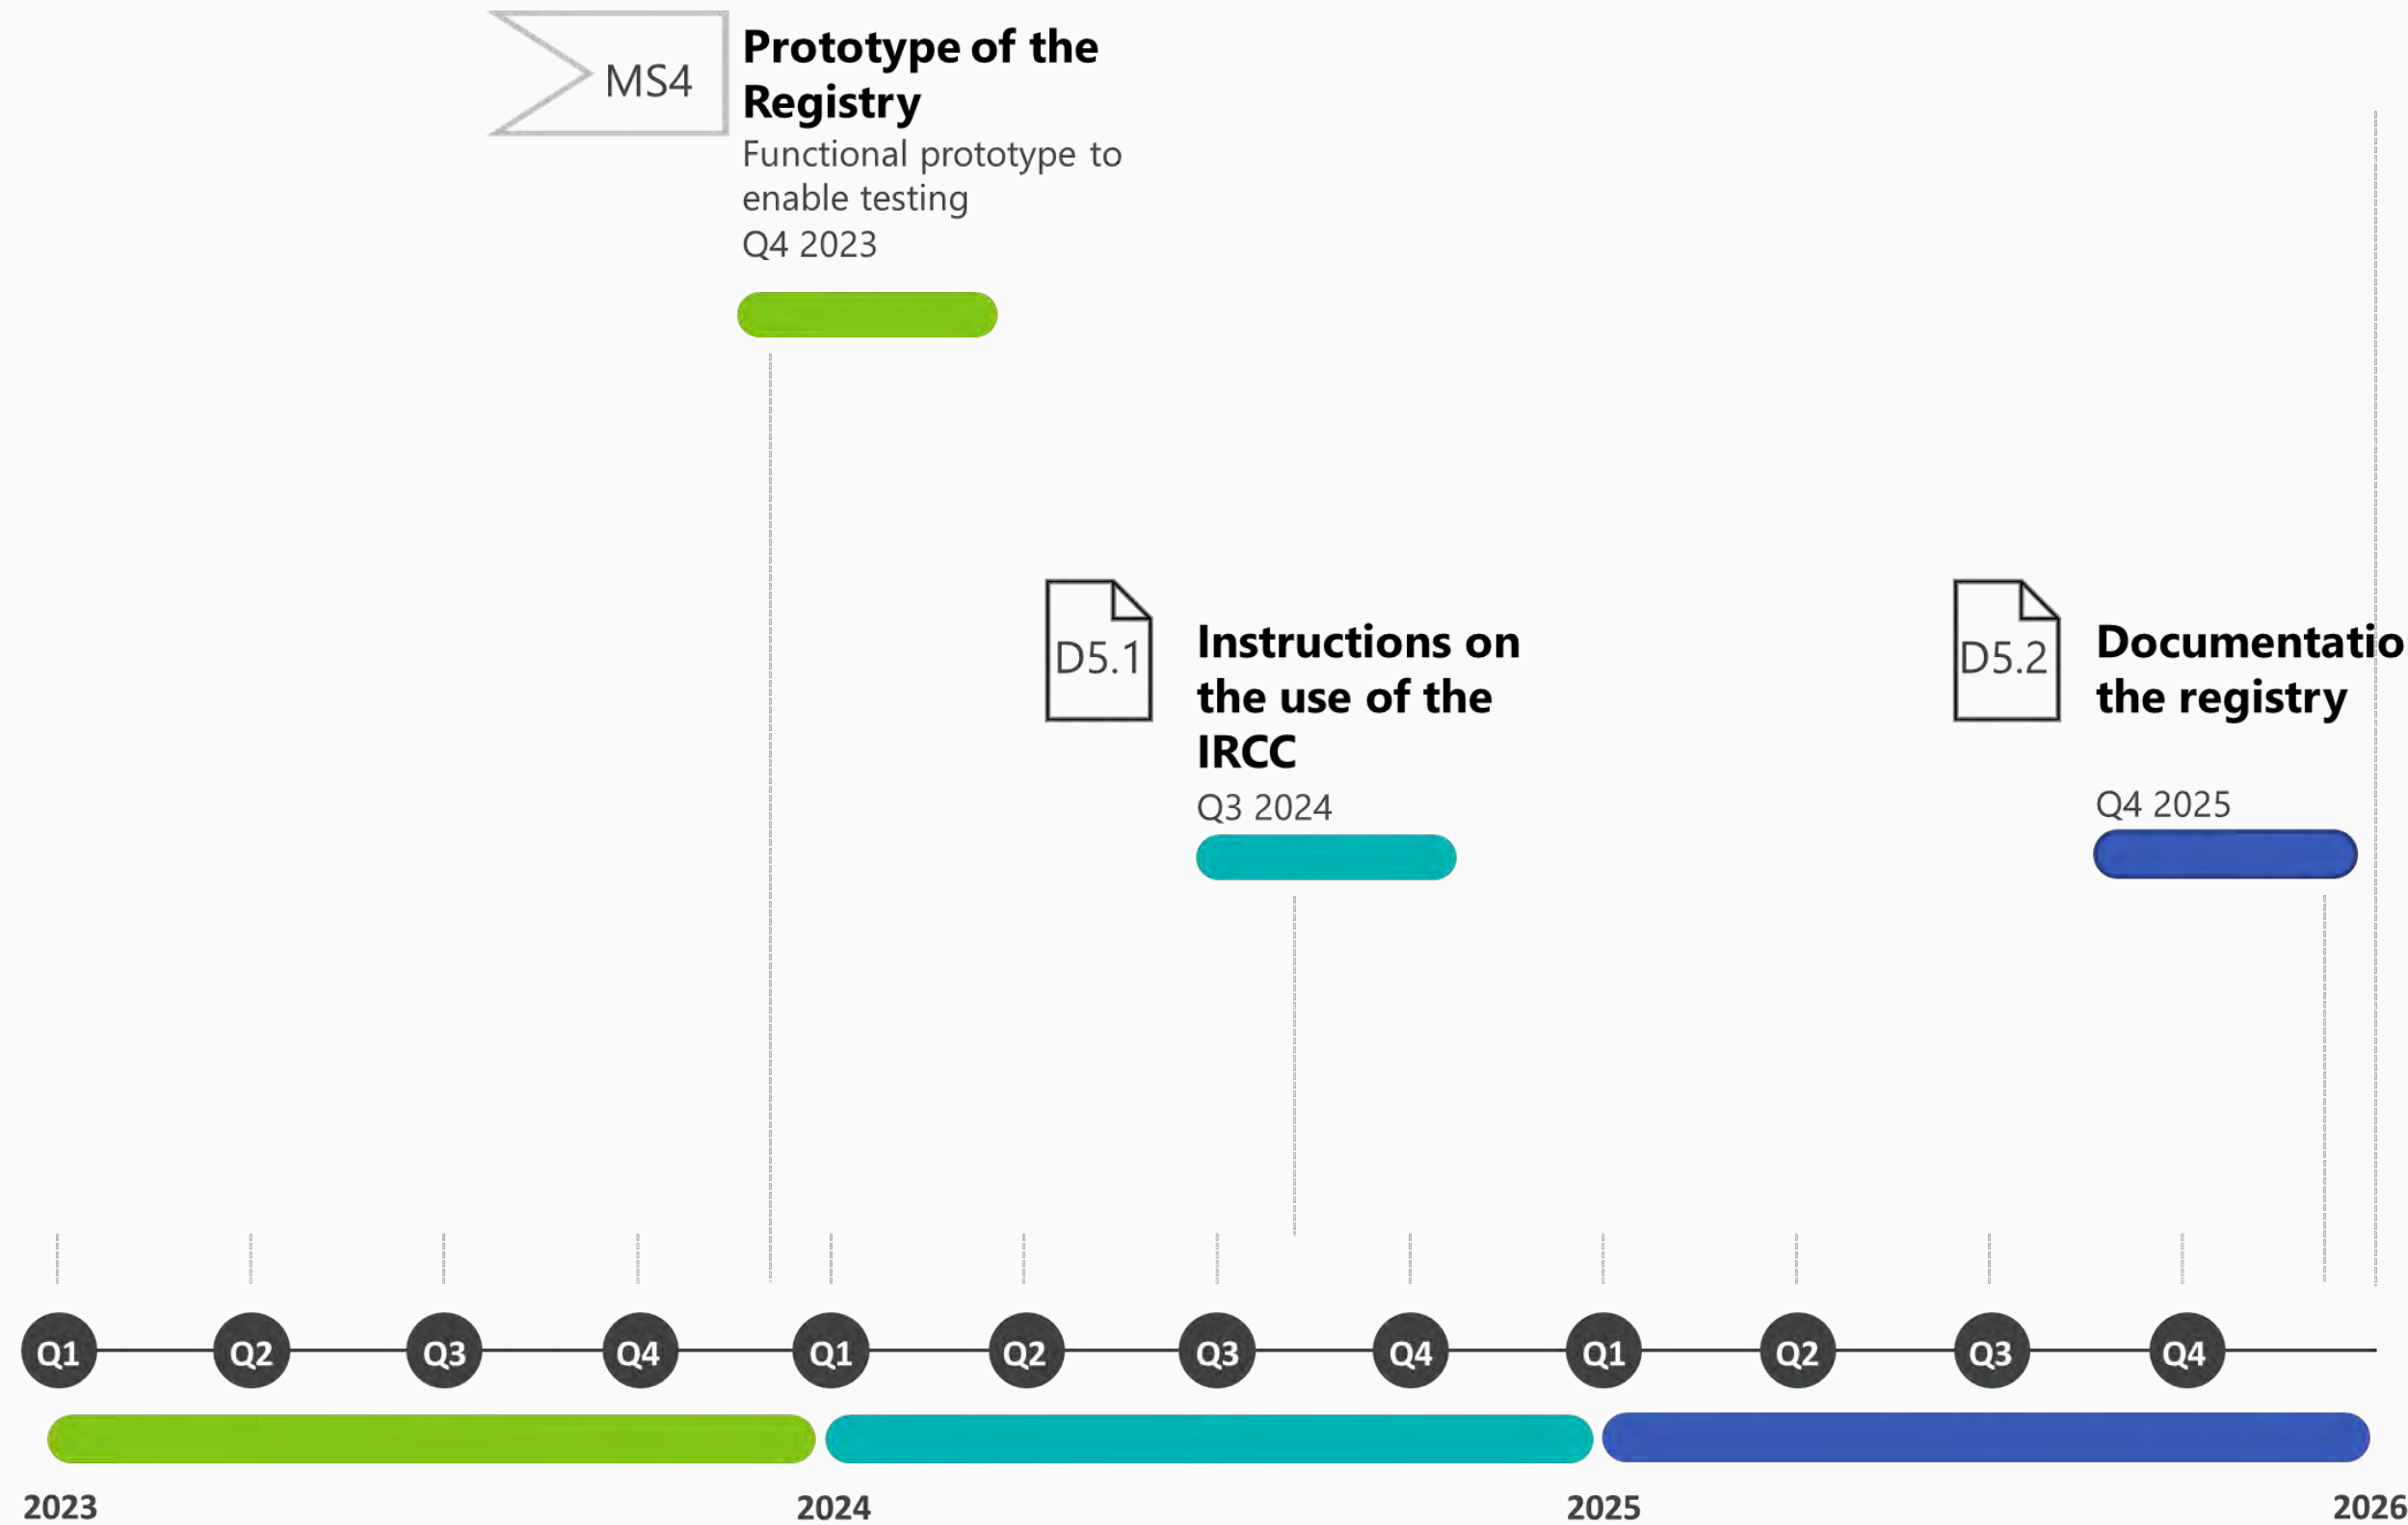 MS4
Prototype of the
Registry
Functional prototype to
enable testing
Q4 2023
D5.1
Instructions on
the use of the
IRCC
Q3 2024
D5.2
Documentatio
the registry
Q4 2025
Q1 Q2 Q3 Q4 Q1 Q2 Q3 Q4 Q1 Q2 Q3 Q4
2023 2024 2025 2026